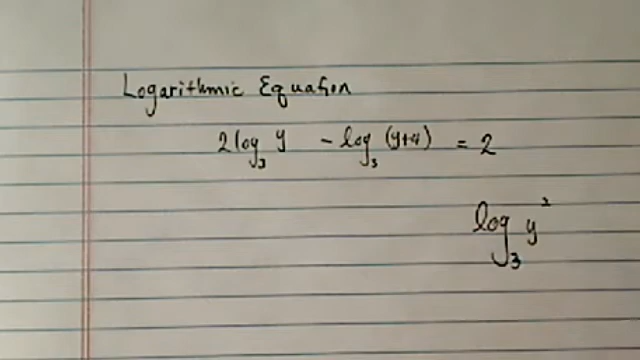 Logarithmic Equation
2log₃ y - log₃ (y+4) = 2
log₃ y²